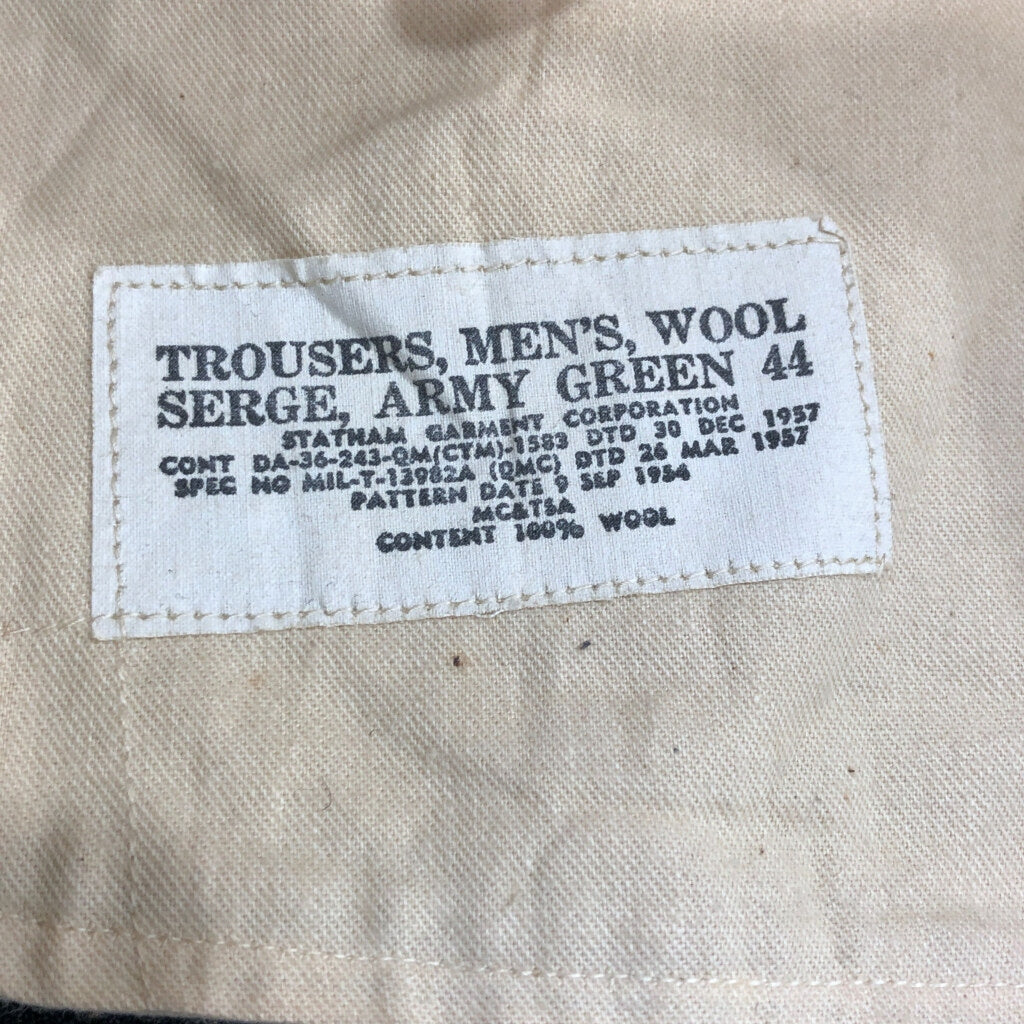 TROUSERS, MEN'S, WOOL
SERGE, ARMY GREEN 44
STATHAM GARMENT CORPORATION
CONT DA-36-243-QM(CTM)-1583 DTD 30 DEC 1957
SPEC NO MIL-T-13982A (QMC) DTD 26 MAR 1957
PATTERN DATE 9 SEP 1954
MC&TSA
CONTENT 100% WOOL